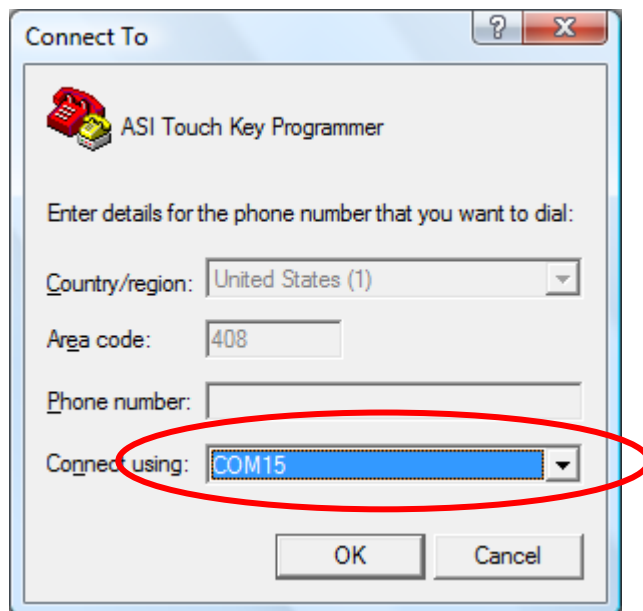 Connect To
ASI Touch Key Programmer
Enter details for the phone number that you want to dial:
Country/region: United States (1)
Area code: 408
Phone number:
Connect using: COM15
OK Cancel